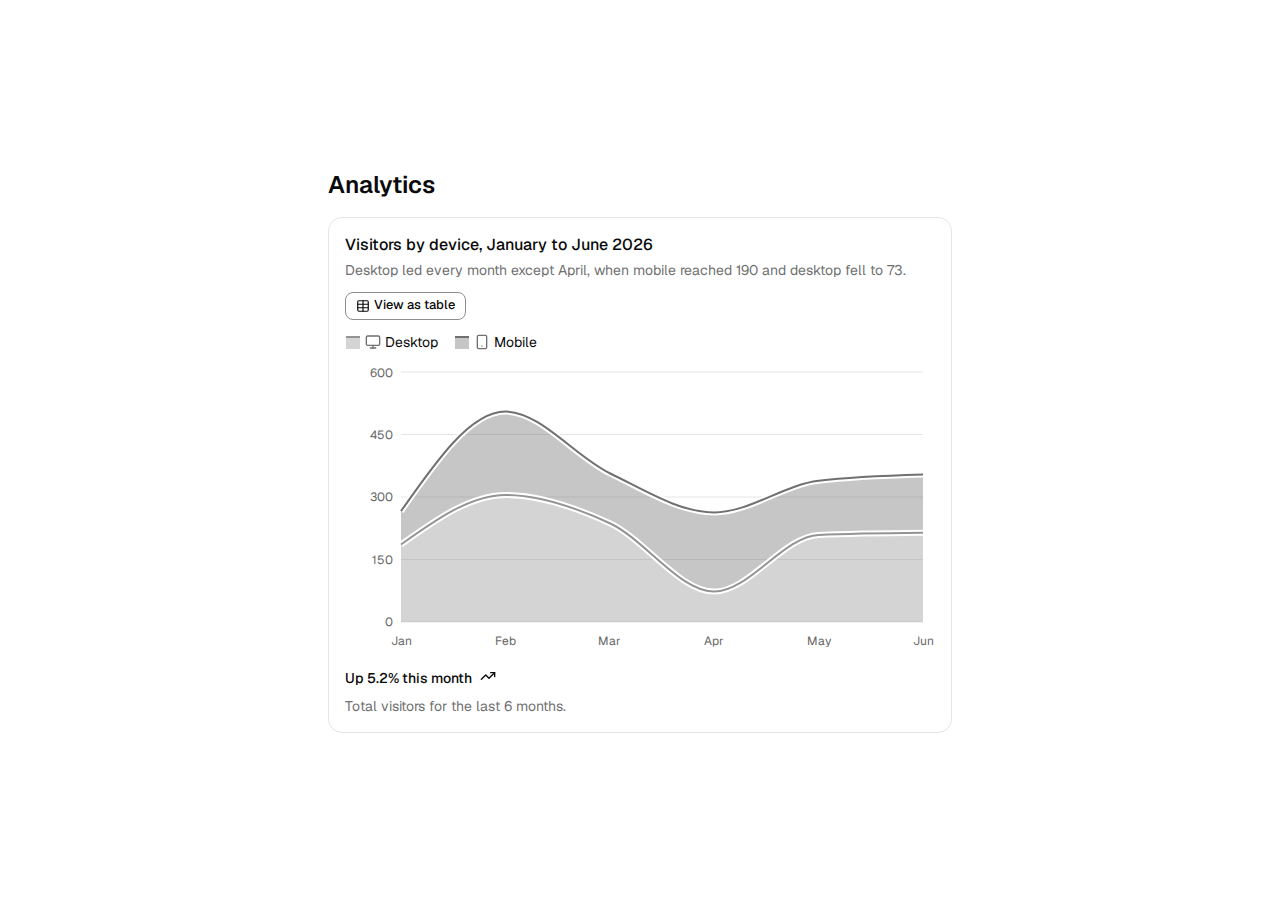 Analytics
Visitors by device, January to June 2026
Desktop led every month except April, when mobile reached 190 and desktop fell to 73.
View as table
Desktop Mobile
600
450
300
150
0
Jan Feb Mar Apr May Jun
Up 5.2% this month
Total visitors for the last 6 months.